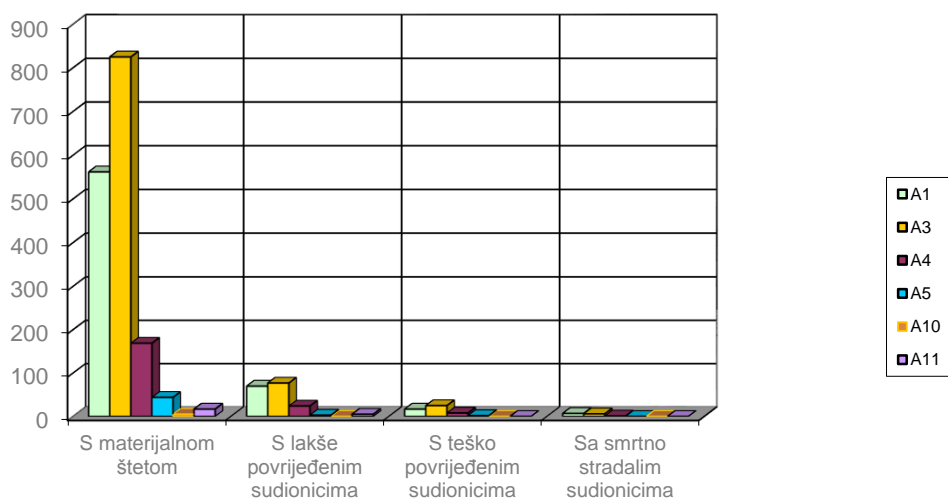 900
800
700
600
500
400
300
200
100
0
S materijalnom
štetom
S lakše
povrijeđenim
sudionicima
S teško
povrijeđenim
sudionicima
Sa smrtno
stradalim
sudionicima
A1
A3
A4
A5
A10
A11